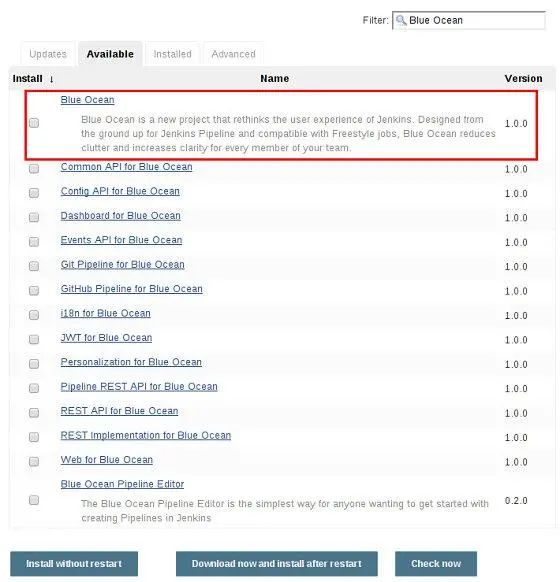 Filter: Blue Ocean
Updates Available Installed Advanced
Install ↓ Name Version
Blue Ocean
Blue Ocean is a new project that rethinks the user experience of Jenkins. Designed from
the ground up for Jenkins Pipeline and compatible with Freestyle jobs, Blue Ocean reduces
clutter and increases clarity for every member of your team.
1.0.0
Common API for Blue Ocean 1.0.0
Config API for Blue Ocean 1.0.0
Dashboard for Blue Ocean 1.0.0
Events API for Blue Ocean 1.0.0
Git Pipeline for Blue Ocean 1.0.0
GitHub Pipeline for Blue Ocean 1.0.0
i18n for Blue Ocean 1.0.0
JWT for Blue Ocean 1.0.0
Personalization for Blue Ocean 1.0.0
Pipeline REST API for Blue Ocean 1.0.0
REST API for Blue Ocean 1.0.0
REST Implementation for Blue Ocean 1.0.0
Web for Blue Ocean 1.0.0
Blue Ocean Pipeline Editor
The Blue Ocean Pipeline Editor is the simplest way for anyone wanting to get started with
creating Pipelines in Jenkins
0.2.0
Install without restart Download now and install after restart Check now